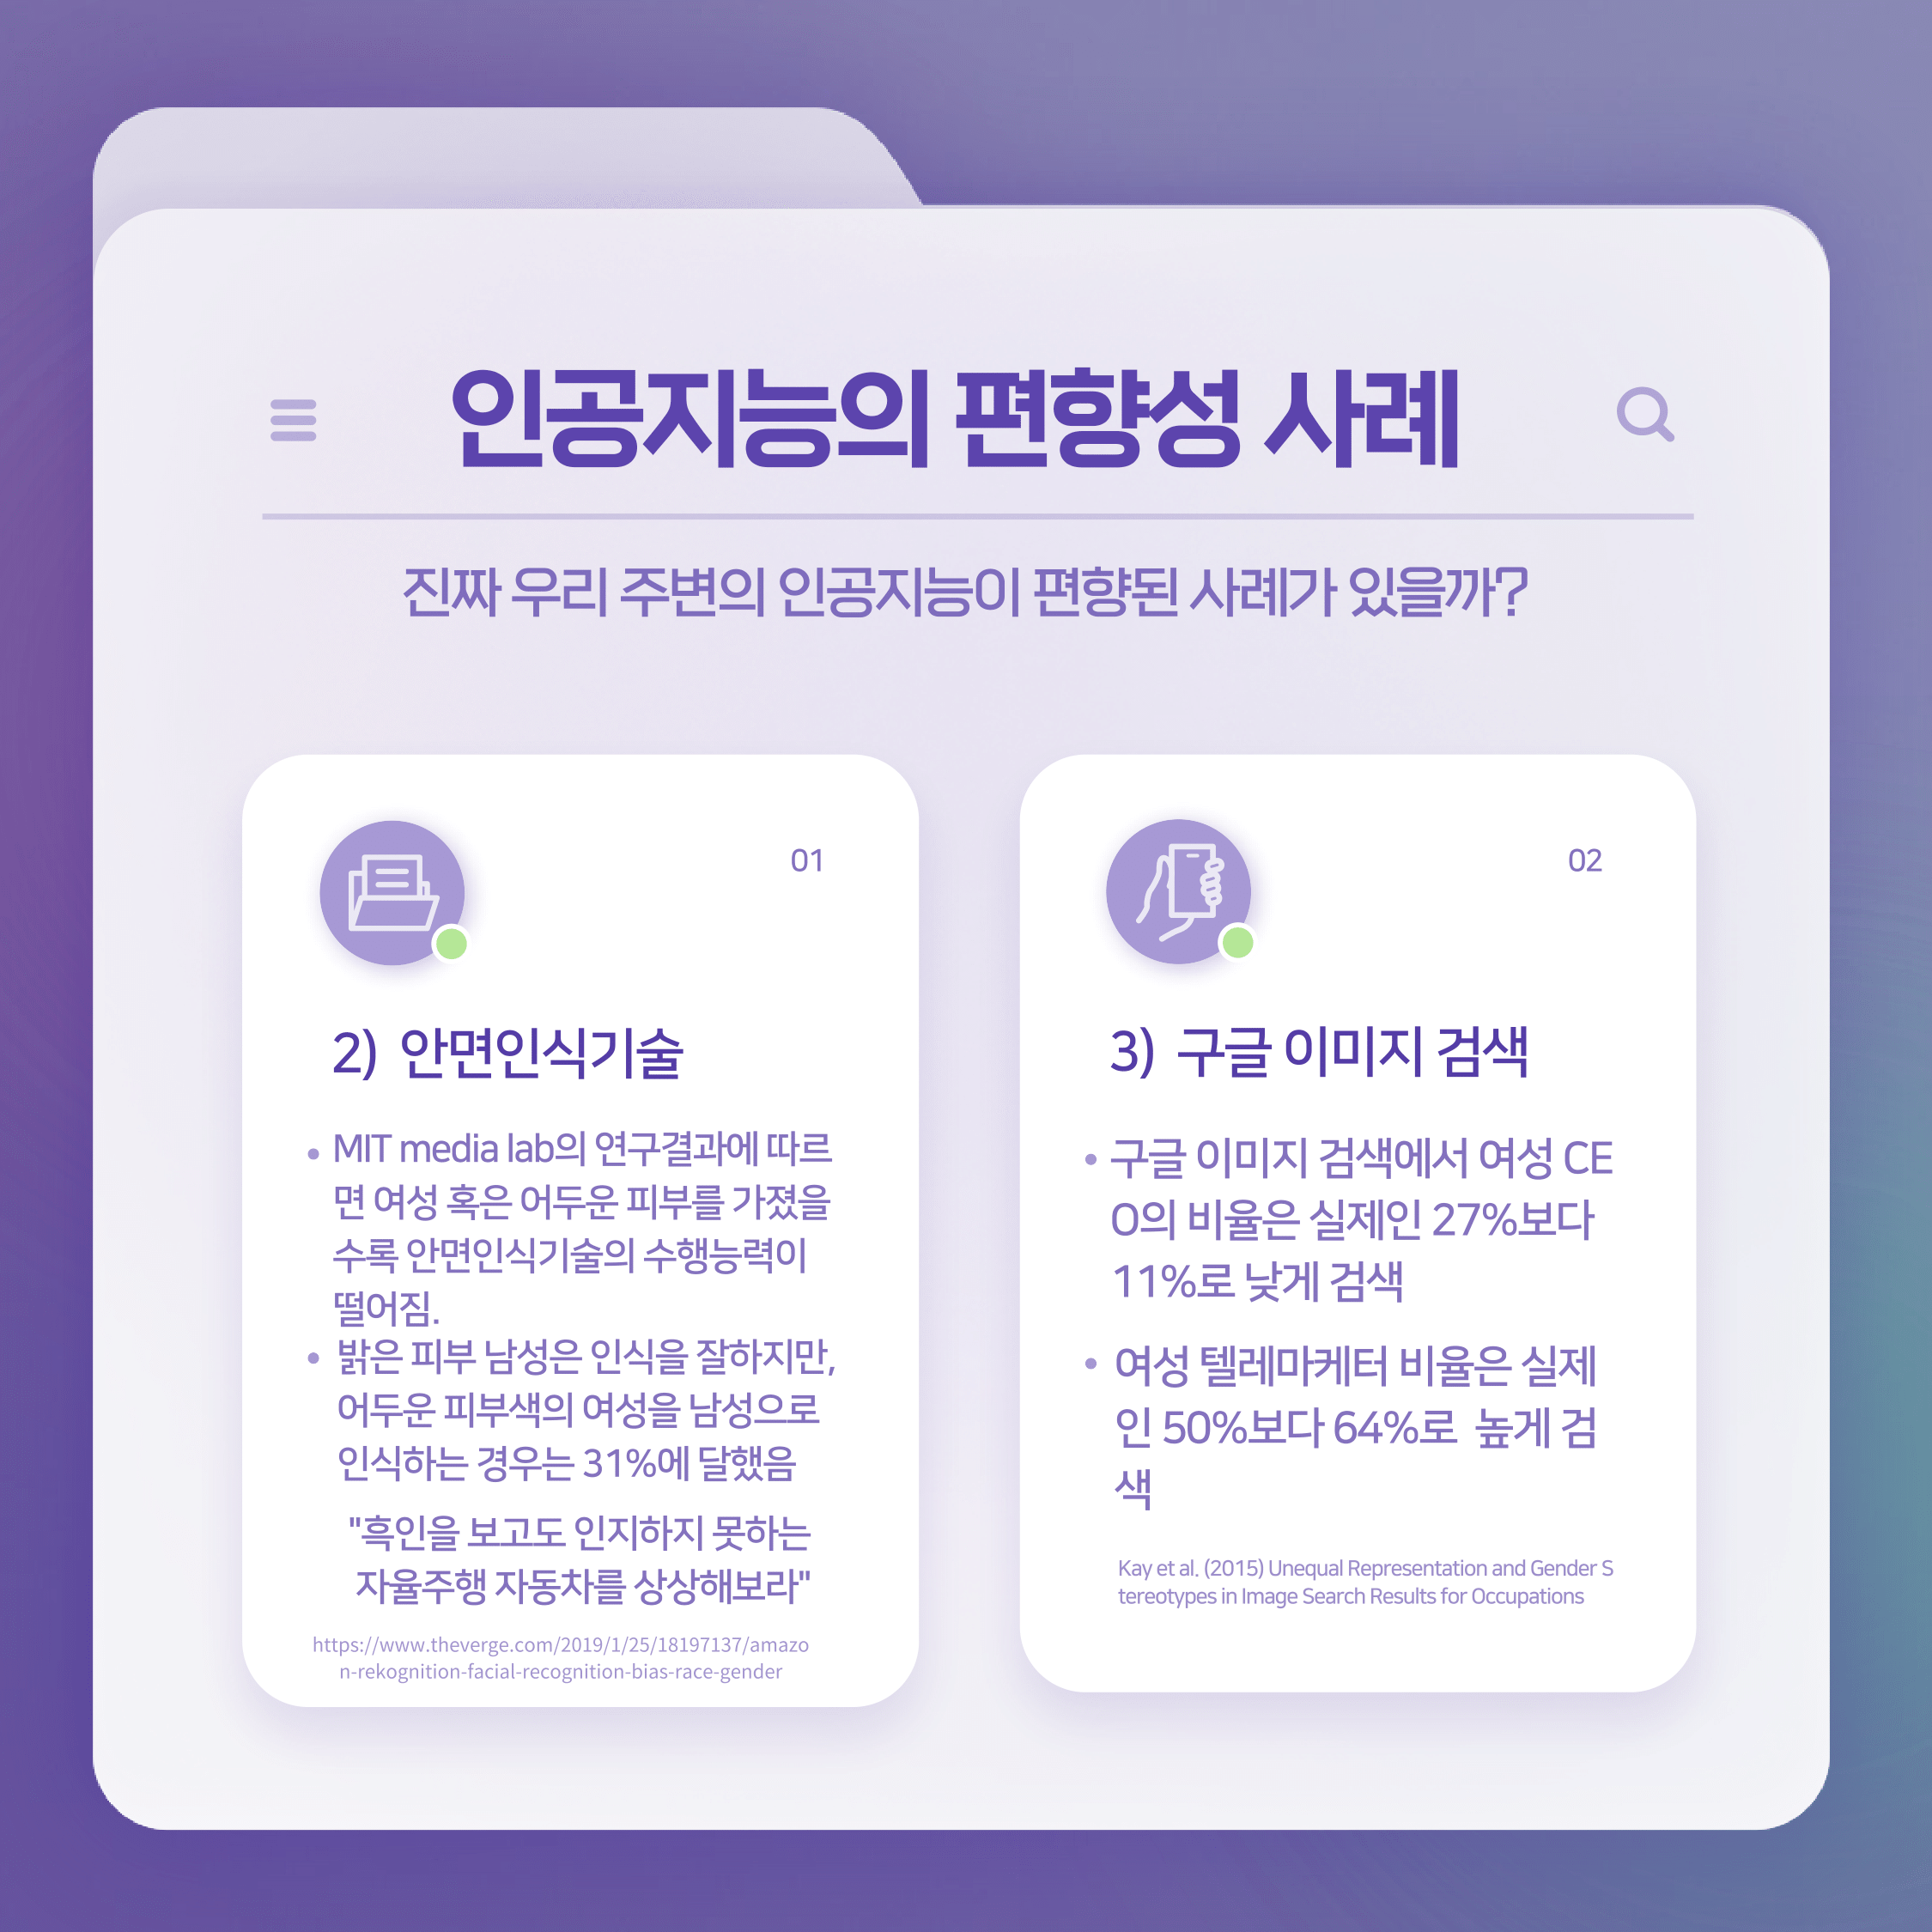 인공지능의 편향성 사례
진짜 우리 주변의 인공지능이 편향된 사례가 있을까?
01
2) 안면인식기술
• MIT media lab의 연구결과에 따르
면 여성 혹은 어두운 피부를 가졌을
수록 안면인식기술의 수행능력이
떨어짐.
• 밝은 피부 남성은 인식을 잘하지만,
어두운 피부색의 여성을 남성으로
인식하는 경우는 31%에 달했음
"흑인을 보고도 인지하지 못하는
자율주행 자동차를 상상해보라"
https://www.theverge.com/2019/1/25/18197137/amazo
n-rekognition-facial-recognition-bias-race-gender
02
3) 구글 이미지 검색
• 구글 이미지 검색에서 여성 CE
O의 비율은 실제인 27%보다
11%로 낮게 검색
• 여성 텔레마케터 비율은 실제
인 50%보다 64%로 높게 검
색
Kay et al. (2015) Unequal Representation and Gender S
tereotypes in Image Search Results for Occupations